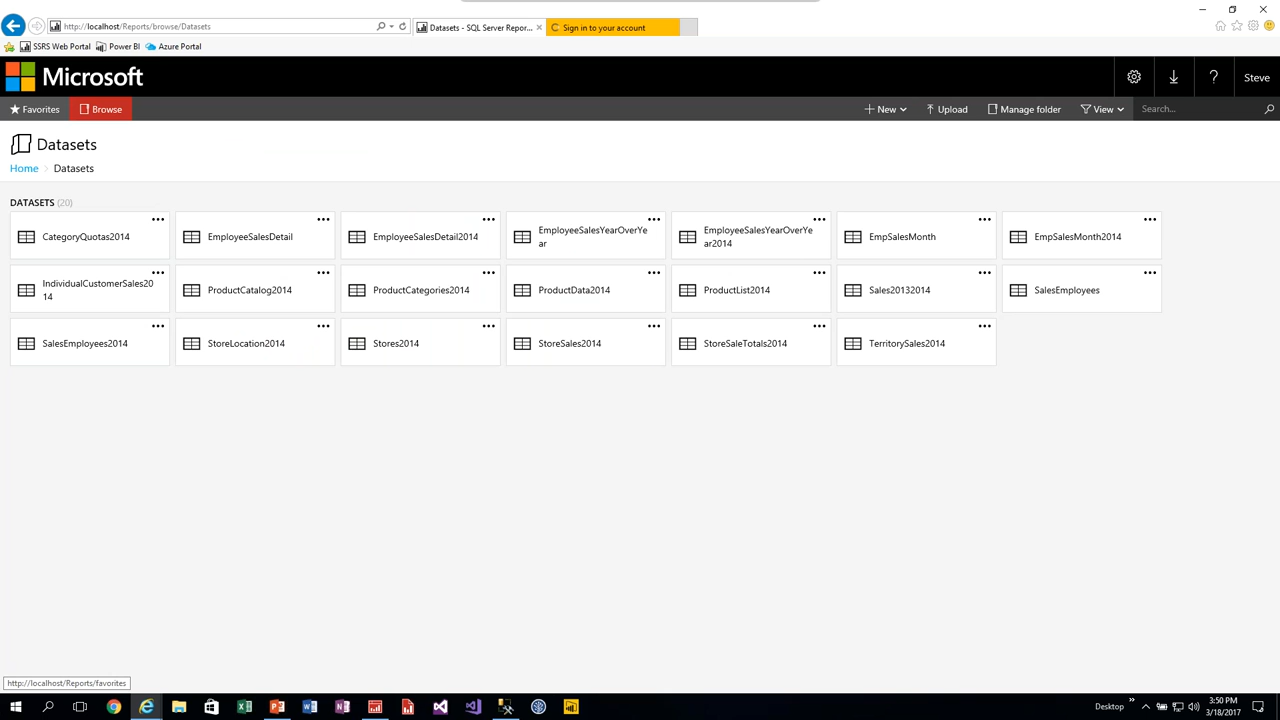 http://localhost/Reports/browse/Datasets
Datasets - SQL Server Repor...
Sign in to your account
SSRS Web Portal
Power BI
Azure Portal
Microsoft
?
Steve
Favorites
Browse
New
Upload
Manage folder
View
Search...
Datasets
Home
Datasets
DATASETS (20)
CategoryQuotas2014
EmployeeSalesDetail
EmployeeSalesDetail2014
EmployeeSalesYearOverYe
ar
EmployeeSalesYearOverYe
ar2014
EmpSalesMonth
EmpSalesMonth2014
IndividualCustomerSales20
14
ProductCatalog2014
ProductCategories2014
ProductData2014
ProductList2014
Sales20132014
SalesEmployees
SalesEmployees2014
StoreLocation2014
Stores2014
StoreSales2014
StoreSaleTotals2014
TerritorySales2014
http://localhost/Reports/favorites
Desktop
3:50 PM
3/18/2017